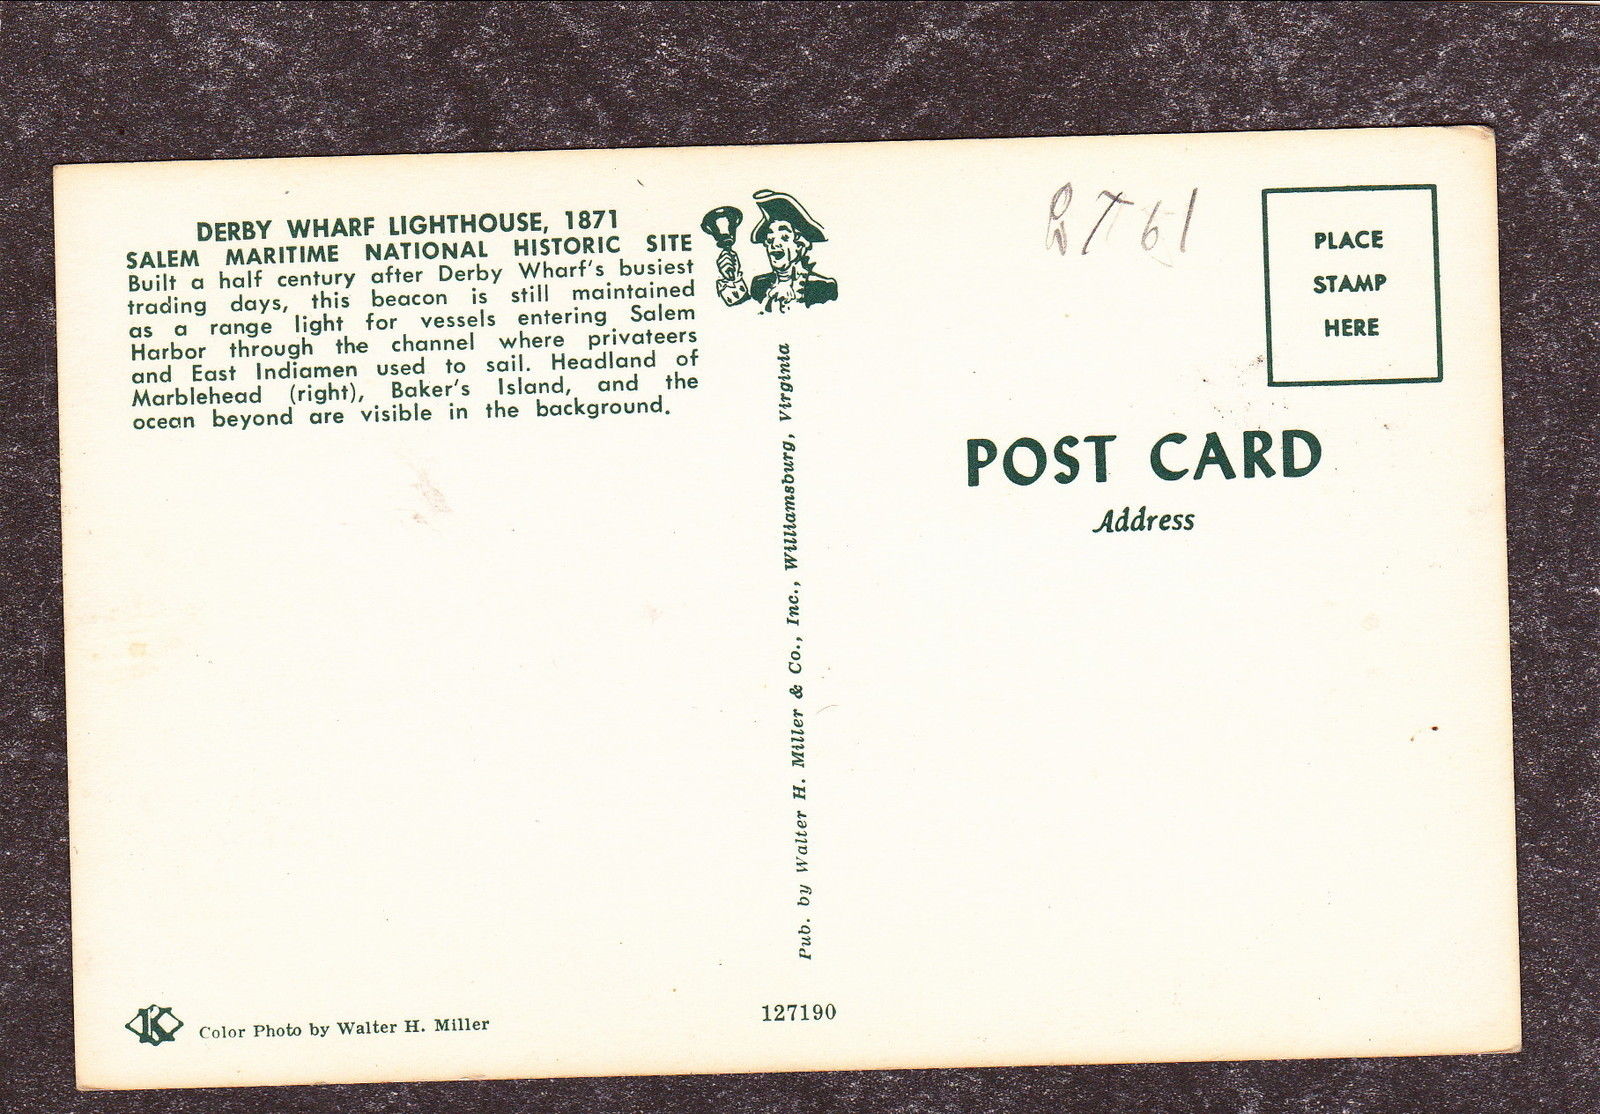 DERBY WHARF LIGHTHOUSE, 1871
SALEM MARITIME NATIONAL HISTORIC SITE
Built a half century after Derby Wharf's busiest
trading days, this beacon is still maintained
as a range light for vessels entering Salem
Harbor through the channel where privateers
and East Indiamen used to sail. Headland of
Marblehead (right), Baker's Island, and the
ocean beyond are visible in the background.
Pub. by Walter H. Miller & Co., Inc., Williamsburg, Virginia
PLACE
STAMP
HERE
POST CARD
Address
K
Color Photo by Walter H. Miller
127190